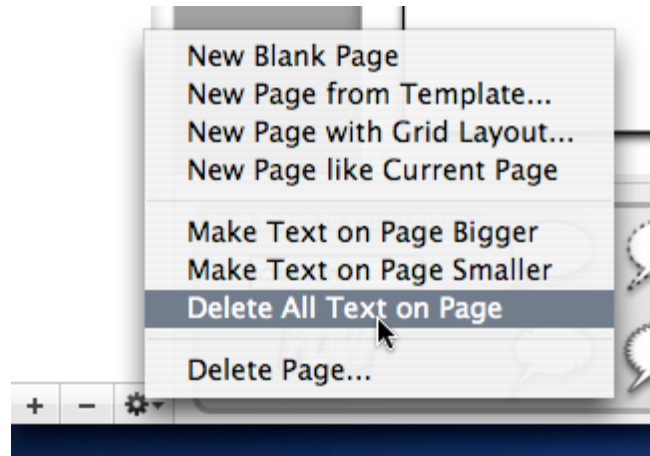 New Blank Page
New Page from Template...
New Page with Grid Layout...
New Page like Current Page
Make Text on Page Bigger
Make Text on Page Smaller
Delete All Text on Page
Delete Page...